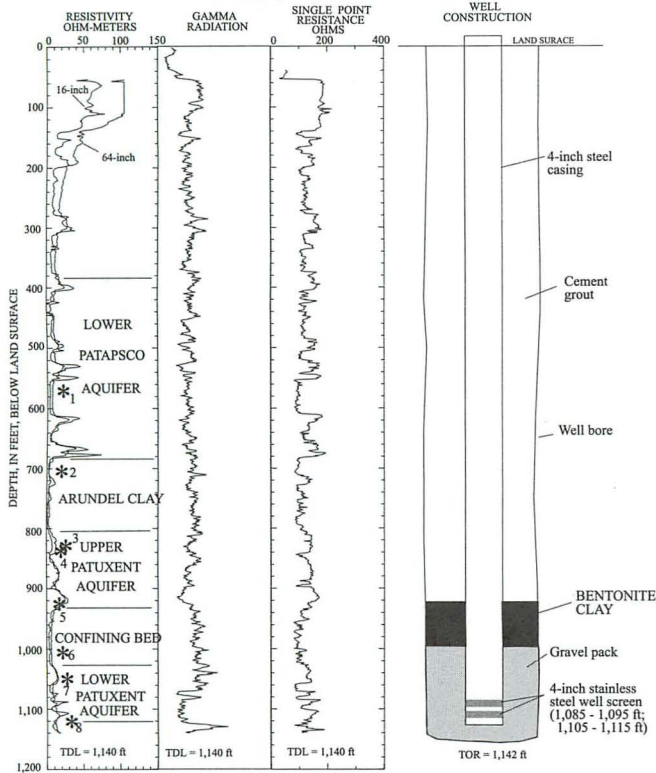 RESISTIVITY
OHM-METERS
GAMMA
RADIATION
SINGLE POINT
RESISTANCE
OHMS
WELL
CONSTRUCTION
0 50 100 150
0 200 400
LAND SURACE
DEPTH, IN FEET, BELOW LAND SURFACE
0
100
200
300
400
500
600
700
800
900
1,000
1,100
1,200
16-inch
64-inch
LOWER
PATAPSCO
AQUIFER
*1
*2
ARUNDEL CLAY
*3
UPPER
*4
PATUXENT
AQUIFER
*5
CONFINING BED
*6
LOWER
*7
PATUXENT
AQUIFER
*8
TDL = 1,140 ft
TDL = 1,140 ft
TDL = 1,140 ft
4-inch steel
casing
Cement
grout
Well bore
BENTONITE
CLAY
Gravel pack
4-inch stainless
steel well screen
(1,085 - 1,095 ft;
1,105 - 1,115 ft)
TOR = 1,142 ft